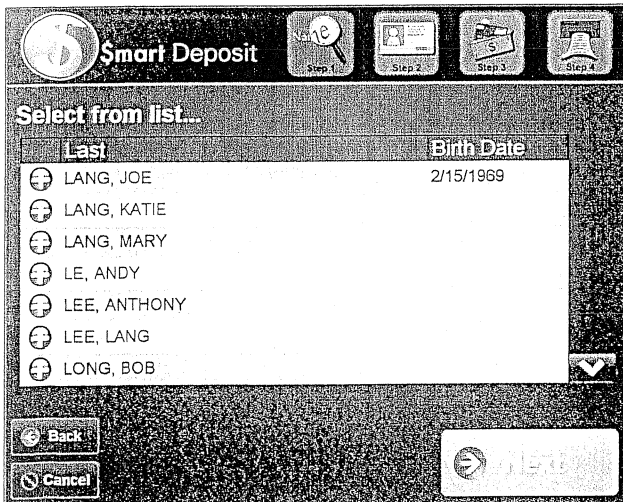 $mart Deposit
Step 1
Step 2
Step 3
Step 4
Select from list...
Last Birth Date
LANG, JOE 2/15/1969
LANG, KATIE
LANG, MARY
LE, ANDY
LEE, ANTHONY
LEE, LANG
LONG, BOB
Back
Cancel
NEXT